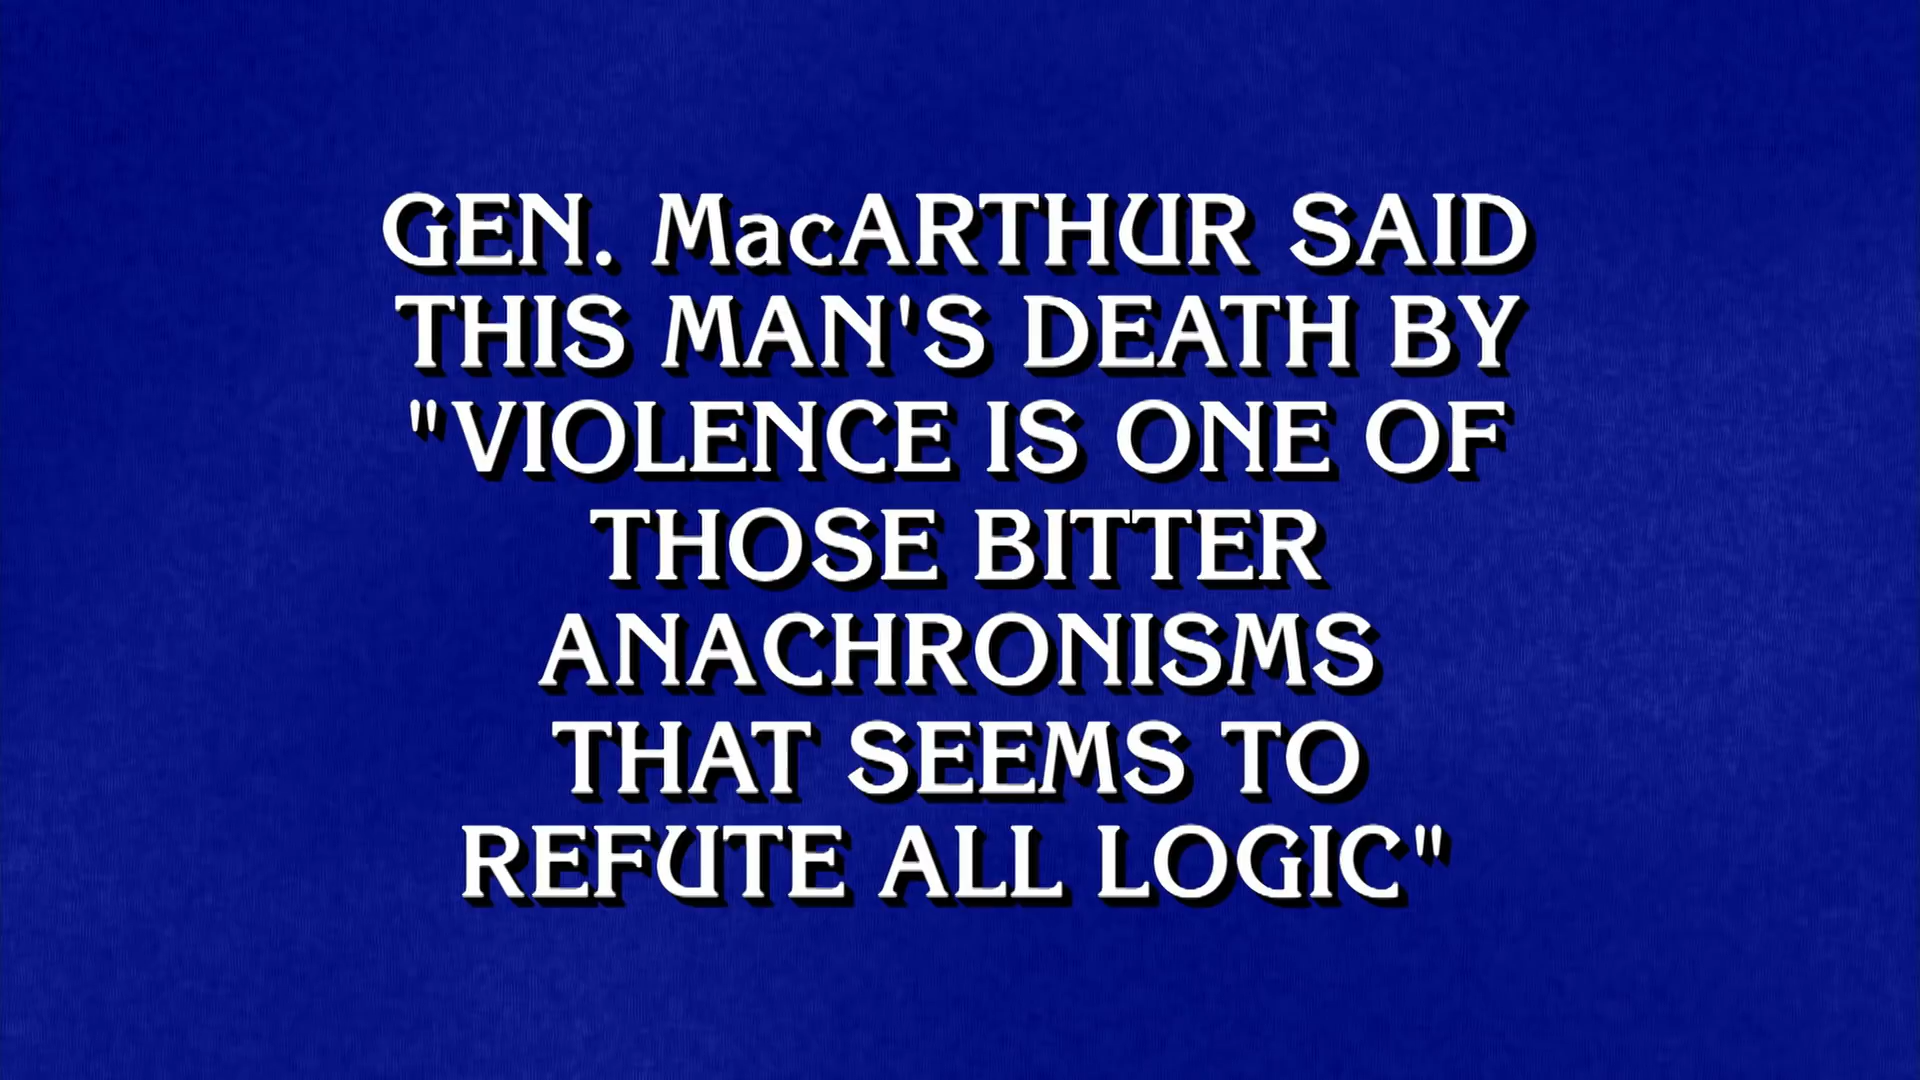 GEN. MacARTHUR SAID
THIS MAN'S DEATH BY
"VIOLENCE IS ONE OF
THOSE BITTER
ANACHRONISMS
THAT SEEMS TO
REFUTE ALL LOGIC"